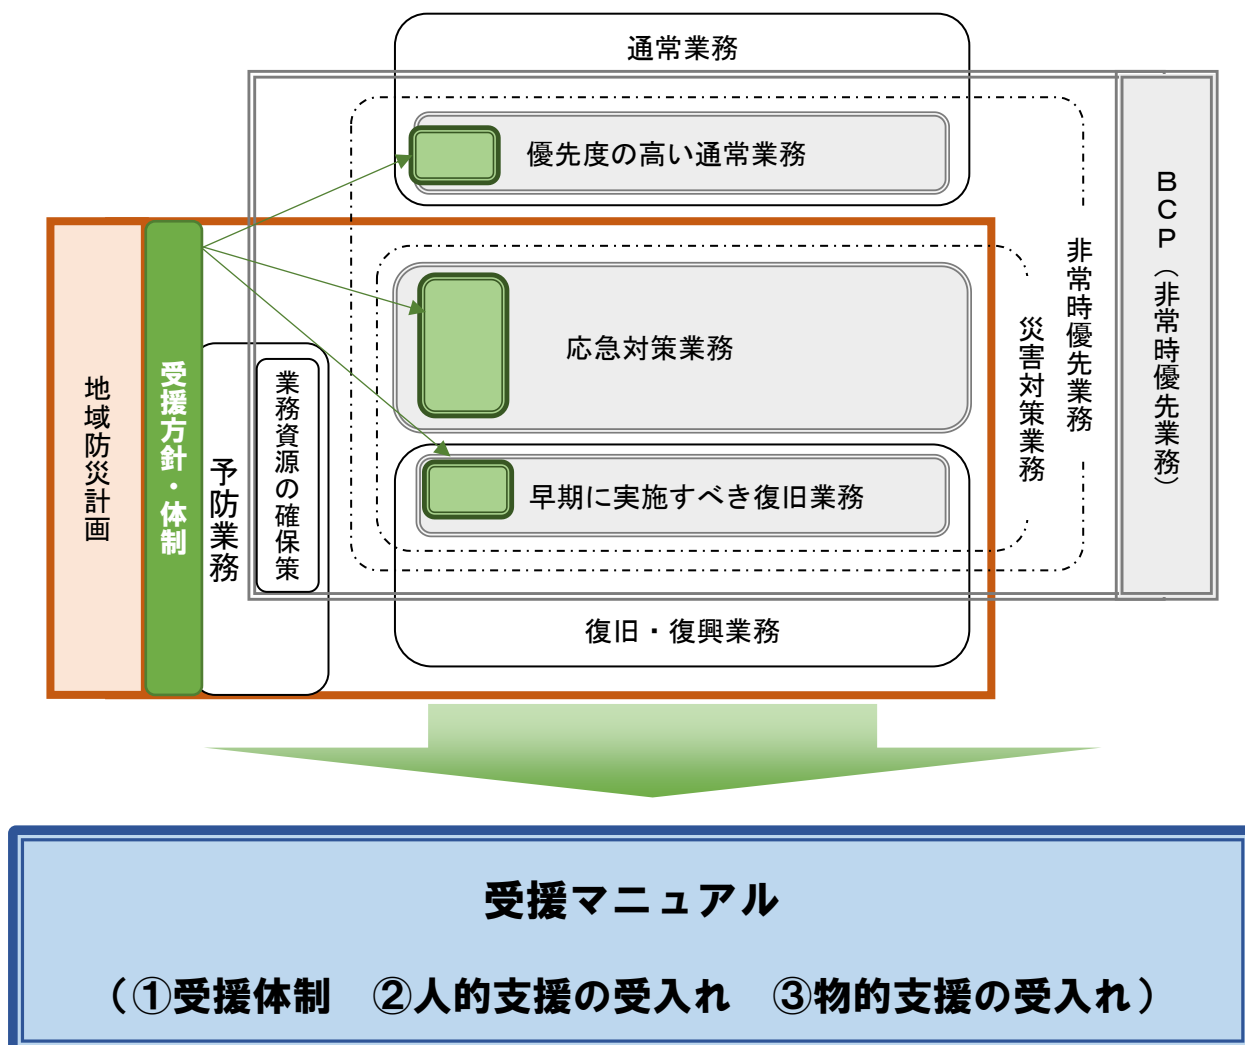 通常業務
優先度の高い通常業務
BCP（非常時優先業務）
非常時優先業務
災害対策業務
応急対策業務
地域防災計画
受援方針・体制
予防業務
業務資源の確保策
早期に実施すべき復旧業務
復旧・復興業務
受援マニュアル
（①受援体制　②人的支援の受入れ　③物的支援の受入れ）